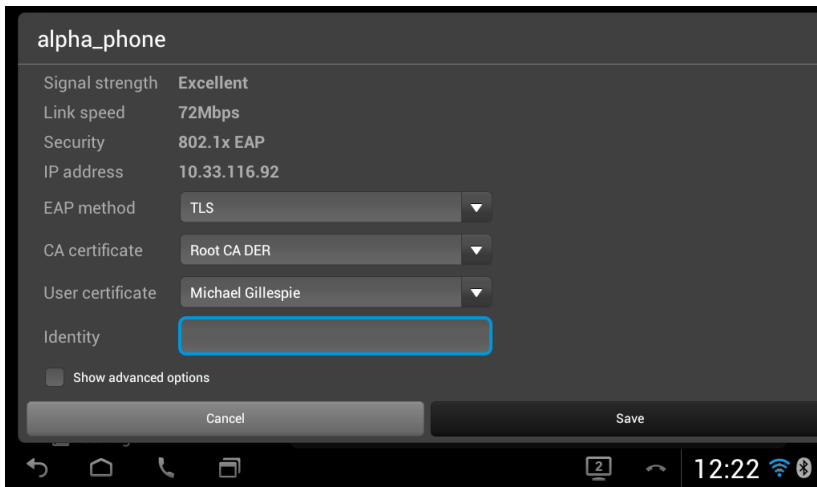 alpha_phone
Signal strength Excellent
Link speed 72Mbps
Security 802.1x EAP
IP address 10.33.116.92
EAP method TLS
CA certificate Root CA DER
User certificate Michael Gillespie
Identity
Show advanced options
Cancel Save
2 12:22